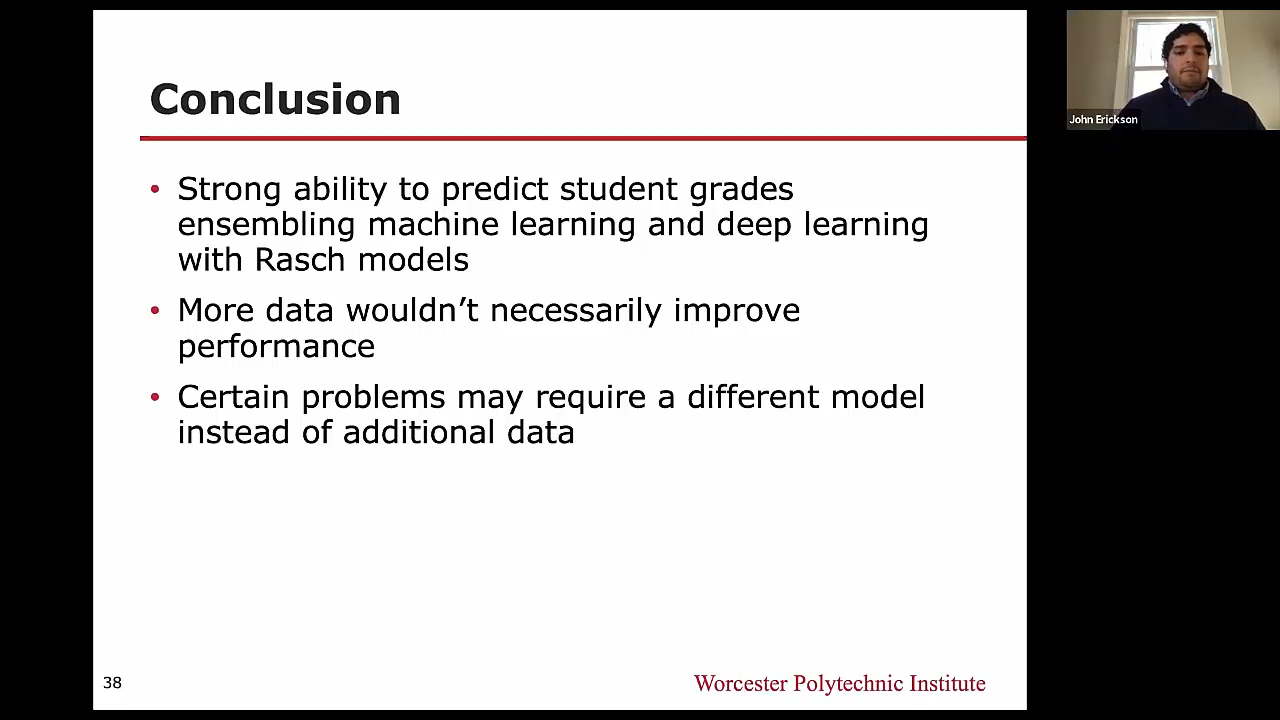 Conclusion
• Strong ability to predict student grades
ensembling machine learning and deep learning
with Rasch models
• More data wouldn’t necessarily improve
performance
• Certain problems may require a different model
instead of additional data
38
Worcester Polytechnic Institute
John Erickson